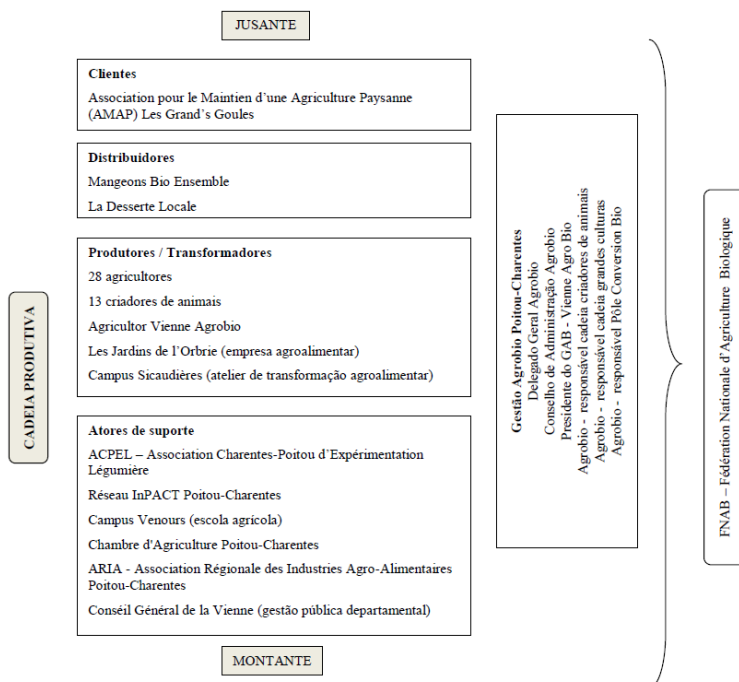 JUSANTE
CADEIA PRODUTIVA
Clientes
Association pour le Maintien d'une Agriculture Paysanne
(AMAP) Les Grand's Goules
Distribuidores
Mangeons Bio Ensemble
La Desserte Locale
Produtores / Transformadores
28 agricultores
13 criadores de animais
Agricultor Vienne Agrobio
Les Jardins de l'Orbrie (empresa agroalimentar)
Campus Sicaudières (atelier de transformação agroalimentar)
Atores de suporte
ACPEL – Association Charentes-Poitou d'Expérimentation
Légumière
Réseau InPACT Poitou-Charentes
Campus Venours (escola agrícola)
Chambre d'Agriculture Poitou-Charentes
ARIA - Association Régionale des Industries Agro-Alimentaires
Poitou-Charentes
Conséil Général de la Vienne (gestão pública departamental)
MONTANTE
Gestão Agrobio Poitou-Charentes
Delegado Geral Agrobio
Conselho de Administração Agrobio
Presidente do GAB - Vienne Agro Bio
Agrobio - responsável cadeia criadores de animais
Agrobio - responsável cadeia grandes culturas
Agrobio - responsável Pôle Conversion Bio
FNAB – Fédération Nationale d'Agriculture Biologique